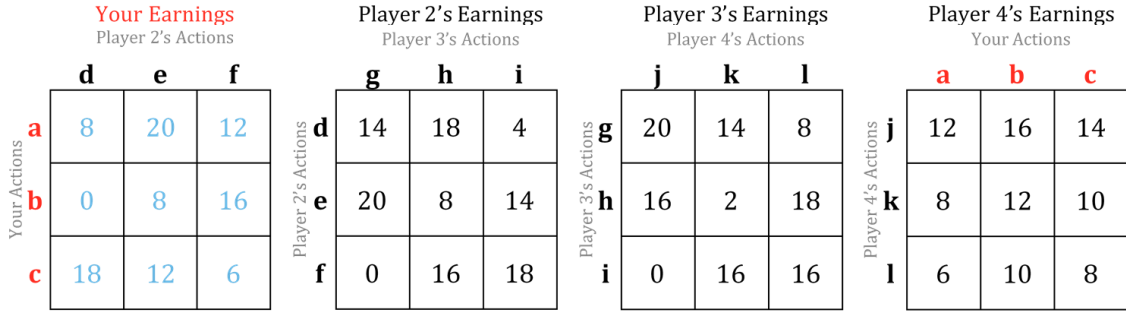 Your Earnings Player 2's Earnings Player 3's Earnings Player 4's Earnings
Player 2's Actions Player 3's Actions Player 4's Actions Your Actions
d e f g h i j k l a b c
Your Actions Player 2's Actions Player 3's Actions Player 4's Actions
a 8 20 12 d 14 18 4 g 20 14 8 j 12 16 14
b 0 8 16 e 20 8 14 h 16 2 18 k 8 12 10
c 18 12 6 f 0 16 18 i 0 16 16 l 6 10 8